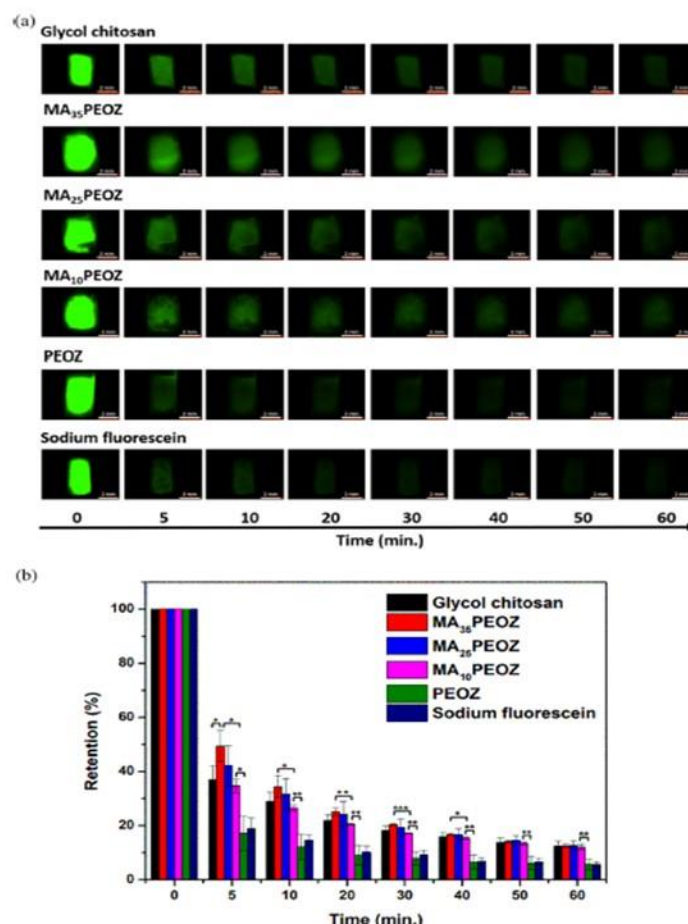 (a)
Glycol chitosan
MA₃₅PEOZ
MA₂₅PEOZ
MA₁₀PEOZ
PEOZ
Sodium fluorescein
0 5 10 20 30 40 50 60
Time (min.)
(b)
Glycol chitosan
MA₃₅PEOZ
MA₂₅PEOZ
MA₁₀PEOZ
PEOZ
Sodium fluorescein
100
80
60
40
20
0
Retention (%)
* * *
* **
** **
*** **
* **
**
**
0 5 10 20 30 40 50 60
Time (min.)